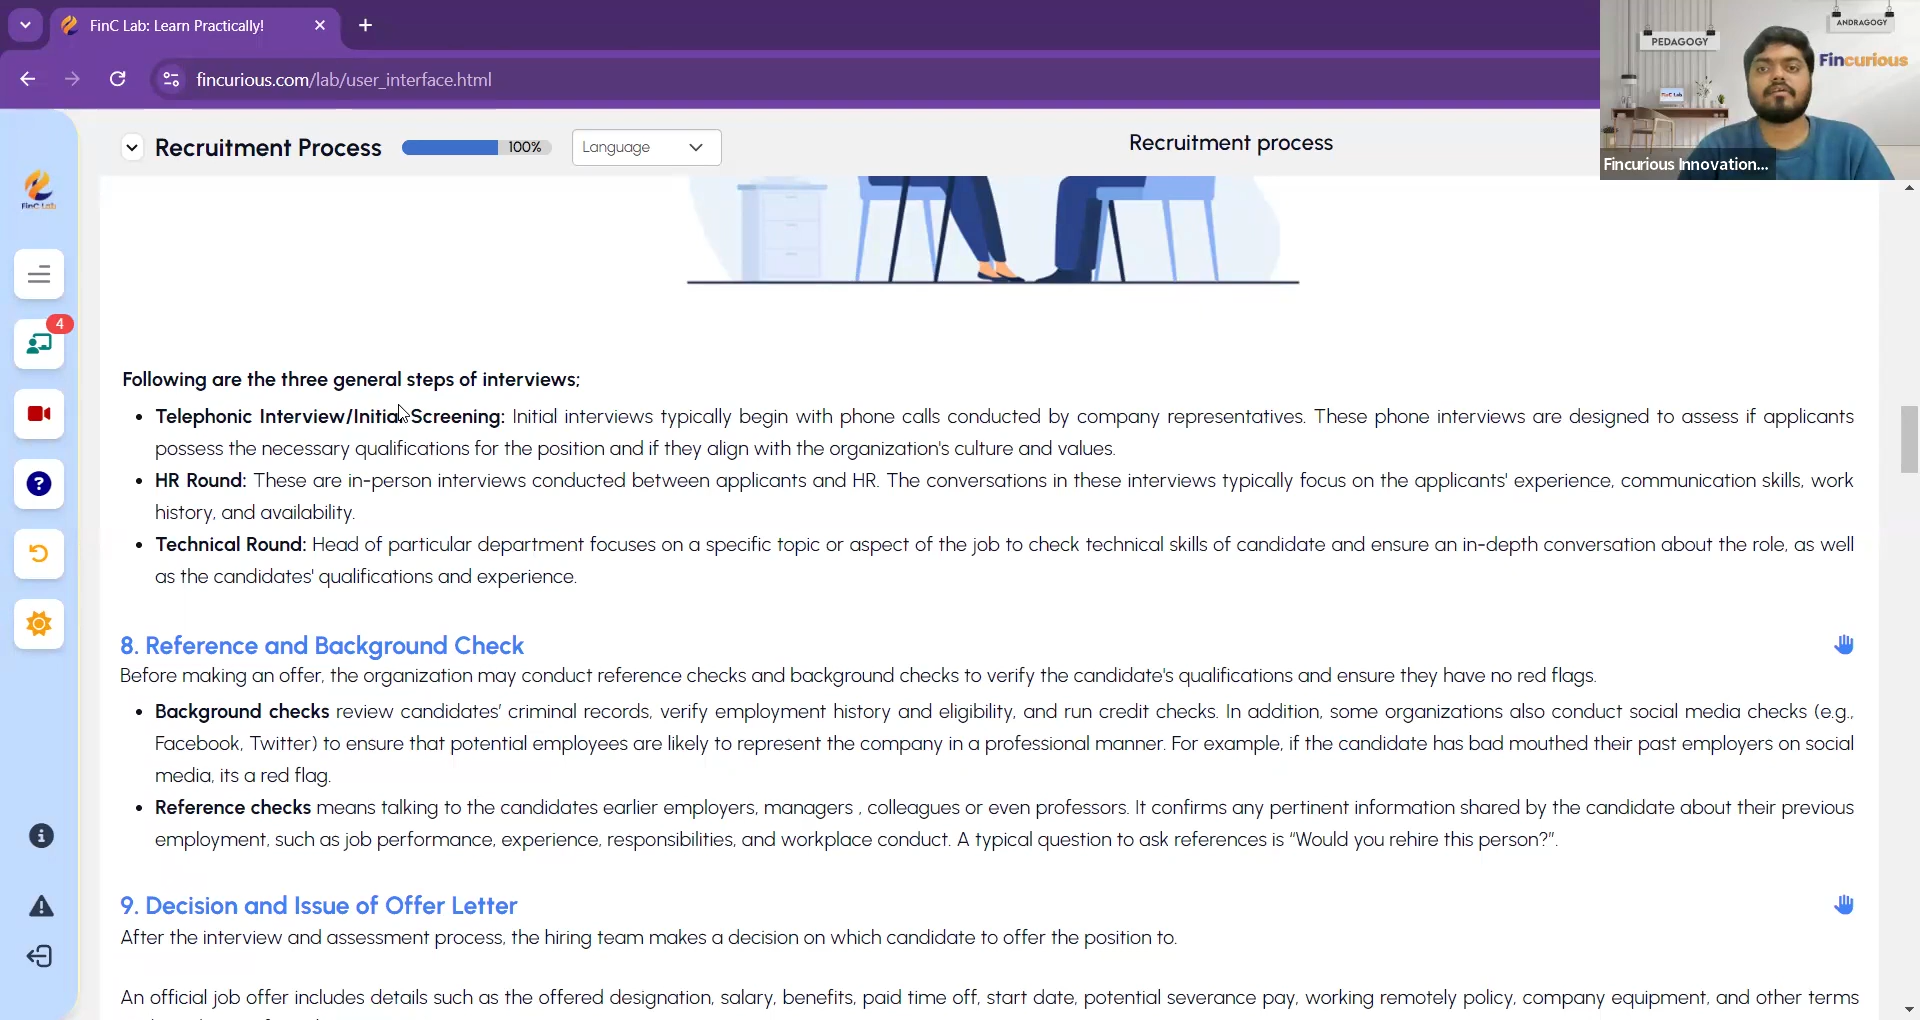 FinC Lab: Learn Practically!
fincurious.com/lab/user_interface.html
PEDAGOGY
ANDRAGOGY
Fincurious
FinC Lab
Fincurious Innovation...
Recruitment Process
100%
Language
Recruitment process
FinC Lab
4
Following are the three general steps of interviews;
• Telephonic Interview/Initial Screening: Initial interviews typically begin with phone calls conducted by company representatives. These phone interviews are designed to assess if applicants
possess the necessary qualifications for the position and if they align with the organization's culture and values.
• HR Round: These are in-person interviews conducted between applicants and HR. The conversations in these interviews typically focus on the applicants' experience, communication skills, work
history, and availability.
• Technical Round: Head of particular department focuses on a specific topic or aspect of the job to check technical skills of candidate and ensure an in-depth conversation about the role, as well
as the candidates' qualifications and experience.
8. Reference and Background Check
Before making an offer, the organization may conduct reference checks and background checks to verify the candidate's qualifications and ensure they have no red flags.
• Background checks review candidates' criminal records, verify employment history and eligibility, and run credit checks. In addition, some organizations also conduct social media checks (e.g.,
Facebook, Twitter) to ensure that potential employees are likely to represent the company in a professional manner. For example, if the candidate has bad mouthed their past employers on social
media, its a red flag.
• Reference checks means talking to the candidates earlier employers, managers , colleagues or even professors. It confirms any pertinent information shared by the candidate about their previous
employment, such as job performance, experience, responsibilities, and workplace conduct. A typical question to ask references is “Would you rehire this person?”.
9. Decision and Issue of Offer Letter
After the interview and assessment process, the hiring team makes a decision on which candidate to offer the position to.
An official job offer includes details such as the offered designation, salary, benefits, paid time off, start date, potential severance pay, working remotely policy, company equipment, and other terms